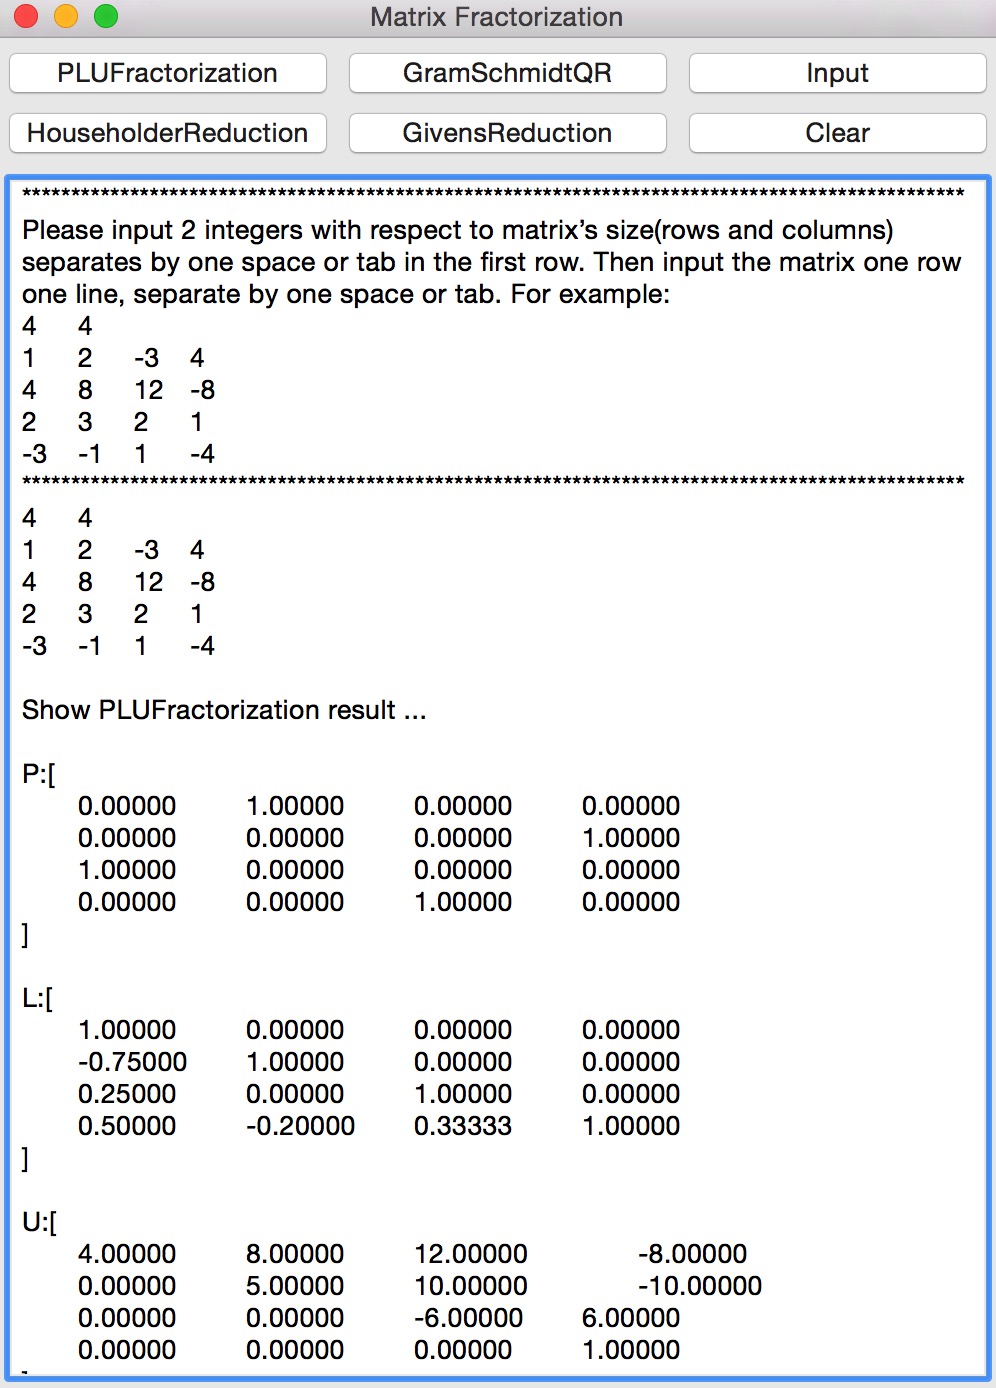 Matrix Fractorization
PLUFractorization GramSchmidtQR Input
HouseholderReduction GivensReduction Clear
*************************************************************************************************
Please input 2 integers with respect to matrix’s size(rows and columns)
separates by one space or tab in the first row. Then input the matrix one row
one line, separate by one space or tab. For example:
4 4
1 2 -3 4
4 8 12 -8
2 3 2 1
-3 -1 1 -4
*************************************************************************************************
4 4
1 2 -3 4
4 8 12 -8
2 3 2 1
-3 -1 1 -4
Show PLUFractorization result ...
P:[
0.00000 1.00000 0.00000 0.00000
0.00000 0.00000 0.00000 1.00000
1.00000 0.00000 0.00000 0.00000
0.00000 0.00000 1.00000 0.00000
]
L:[
1.00000 0.00000 0.00000 0.00000
-0.75000 1.00000 0.00000 0.00000
0.25000 0.00000 1.00000 0.00000
0.50000 -0.20000 0.33333 1.00000
]
U:[
4.00000 8.00000 12.00000 -8.00000
0.00000 5.00000 10.00000 -10.00000
0.00000 0.00000 -6.00000 6.00000
0.00000 0.00000 0.00000 1.00000